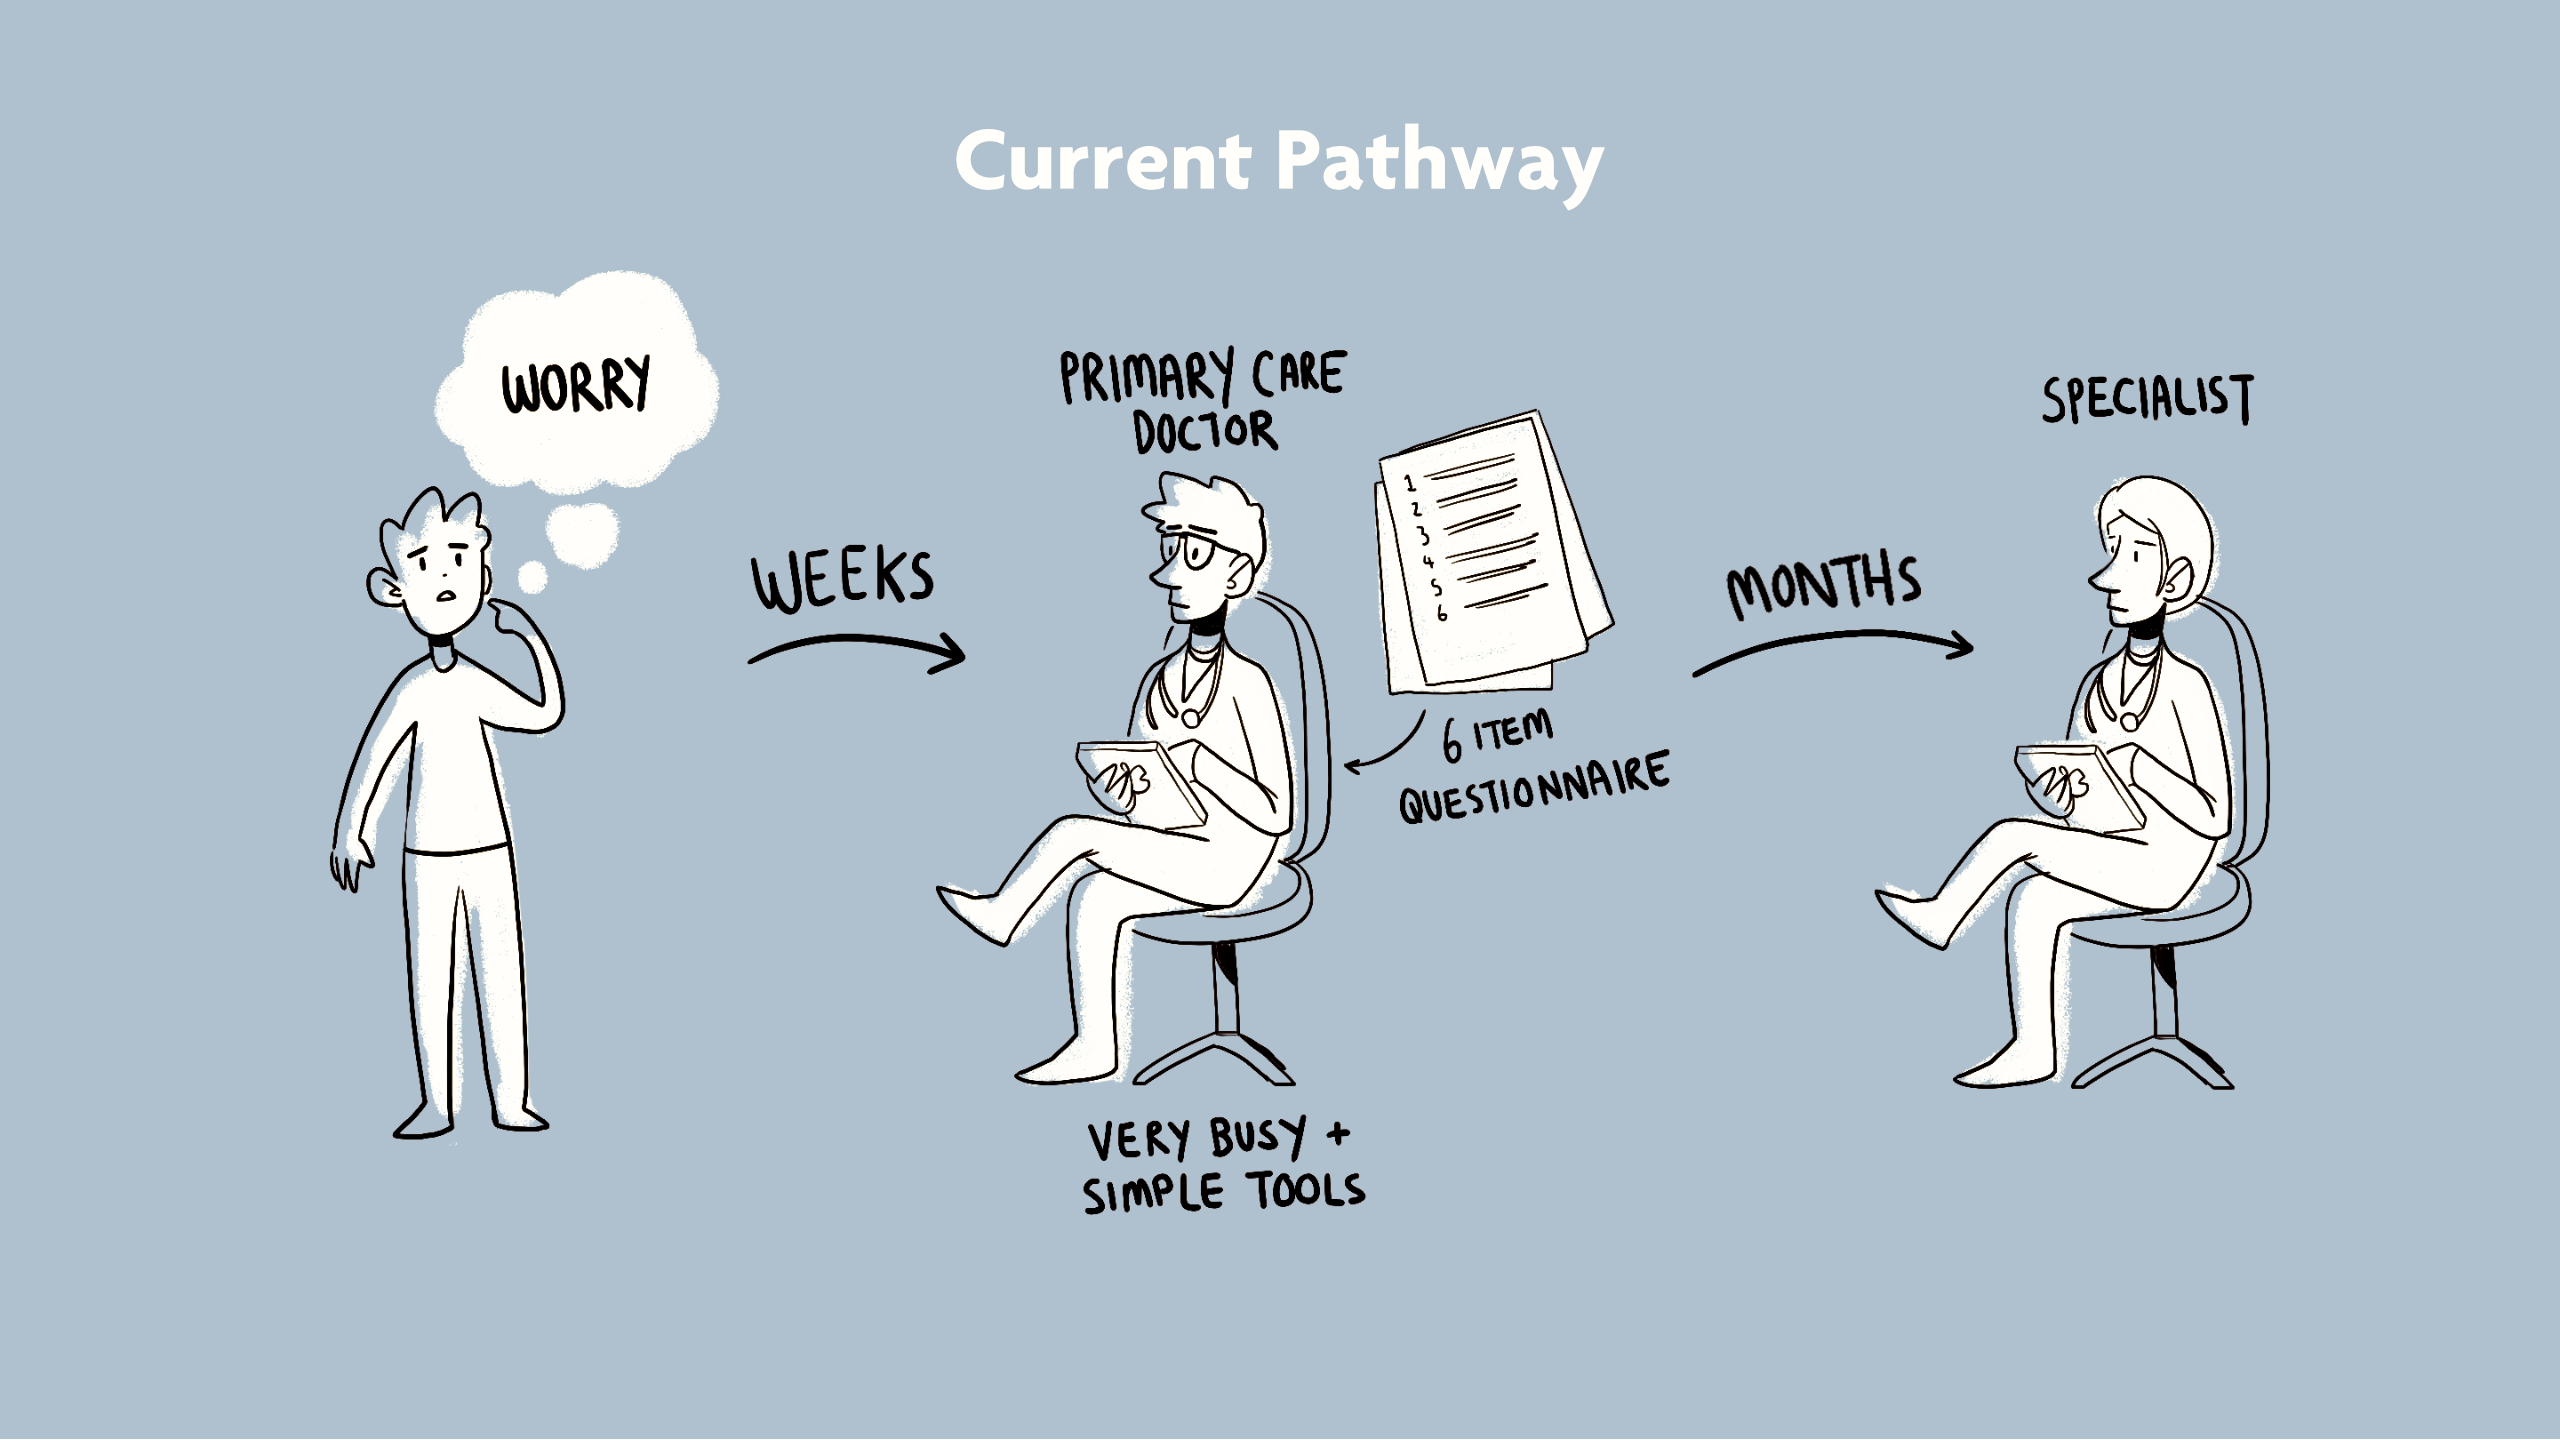 Current Pathway
WORRY
WEEKS
PRIMARY CARE
DOCTOR
1
2
3
4
5
6
6 ITEM
QUESTIONNAIRE
VERY BUSY +
SIMPLE TOOLS
MONTHS
SPECIALIST